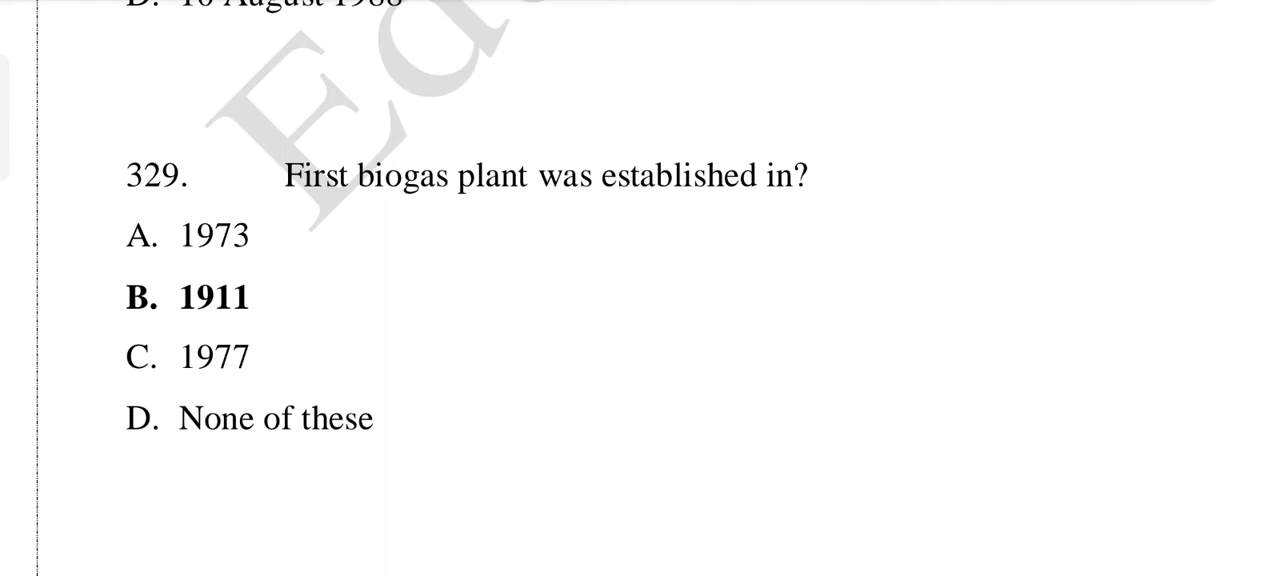 329. First biogas plant was established in?
A. 1973
B. 1911
C. 1977
D. None of these